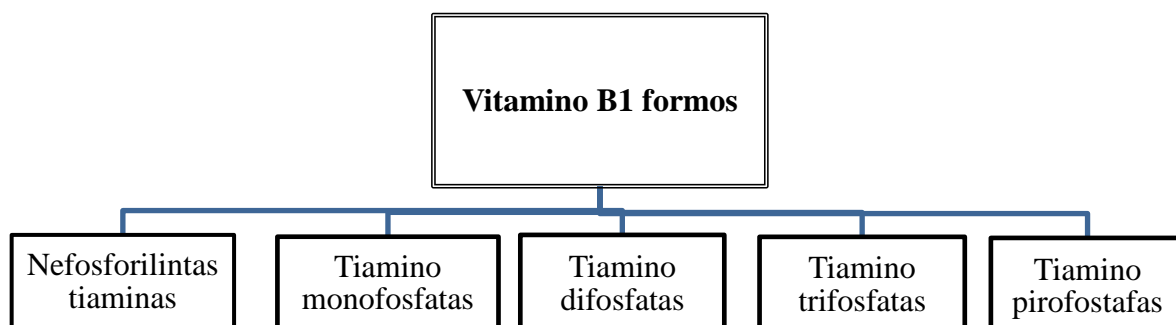 Vitamino B1 formos
Nefosforilintas
tiaminas
Tiamino
monofosfatas
Tiamino
difosfatas
Tiamino
trifosfatas
Tiamino
pirofostafas